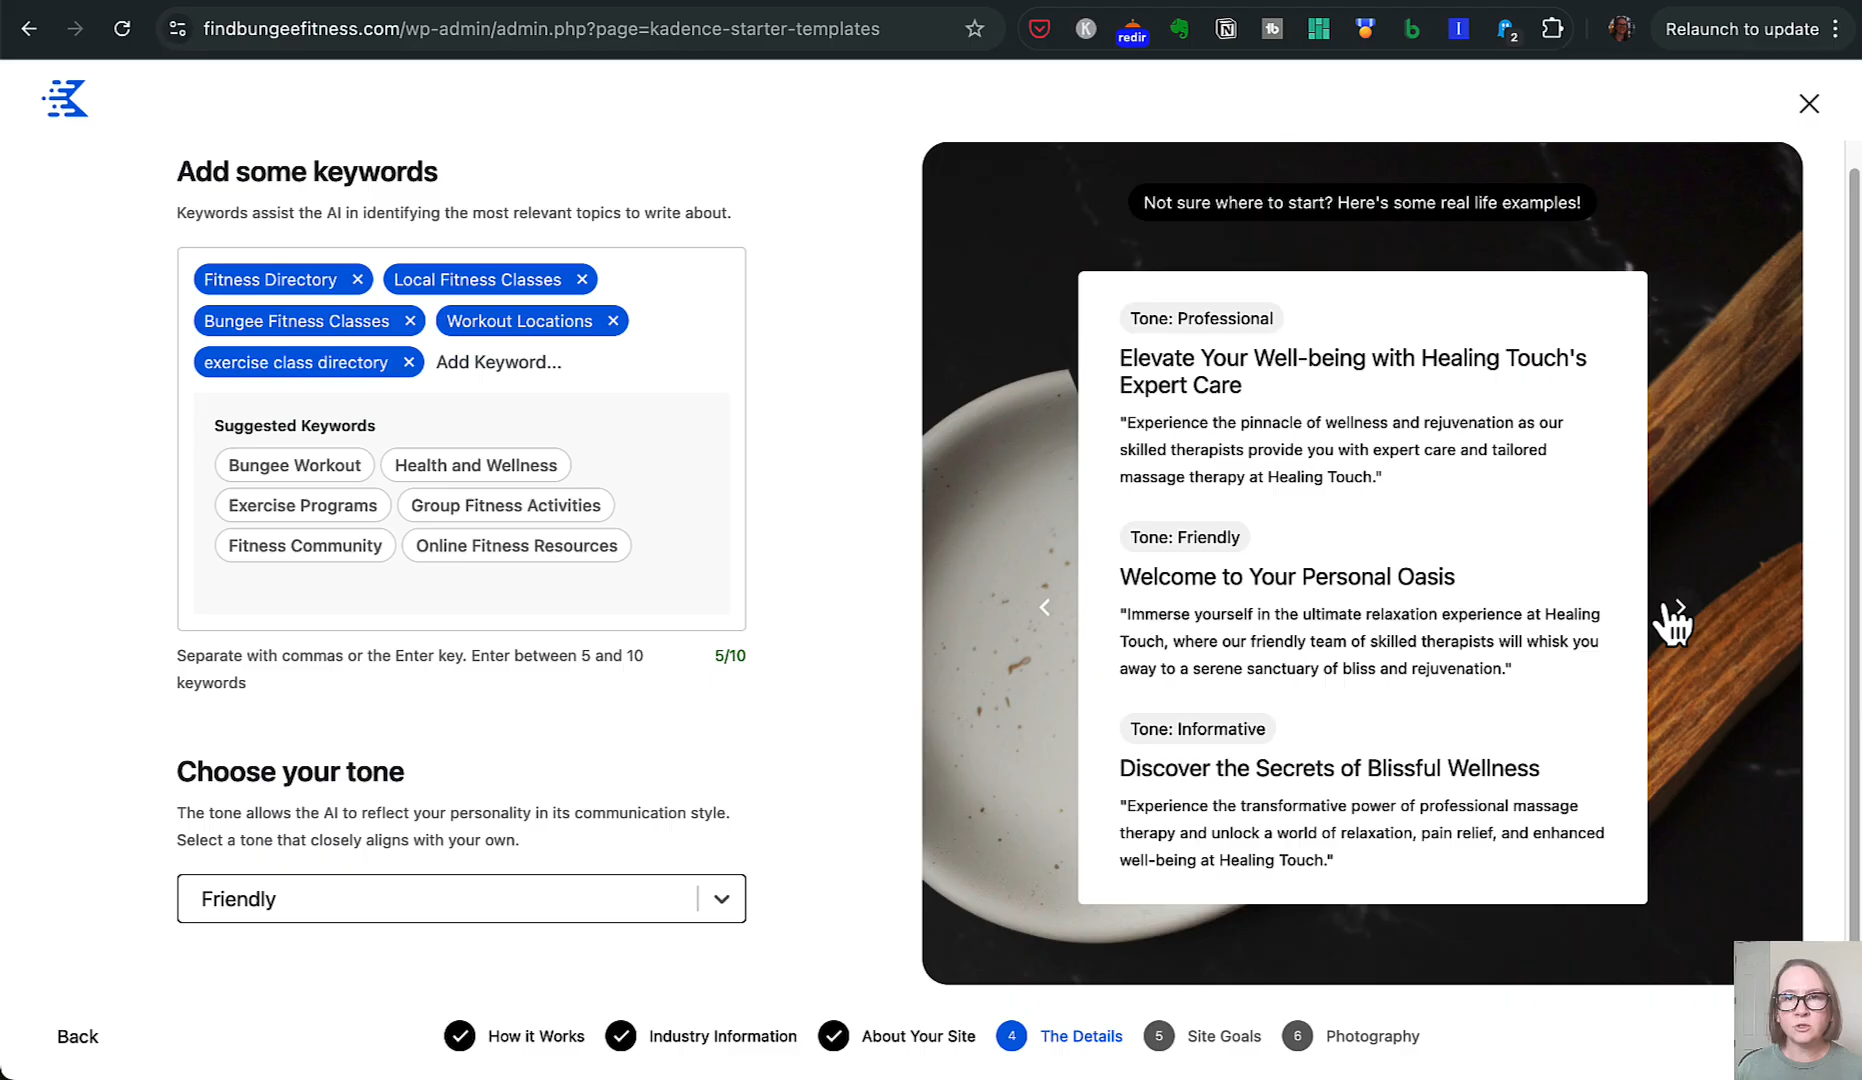 findbungeefitness.com/wp-admin/admin.php?page=kadence-starter-templates
K
redir
tb
b
I
2
Relaunch to update
Add some keywords
Keywords assist the AI in identifying the most relevant topics to write about.
Fitness Directory × Local Fitness Classes ×
Bungee Fitness Classes × Workout Locations ×
exercise class directory × Add Keyword...
Suggested Keywords
Bungee Workout Health and Wellness
Exercise Programs Group Fitness Activities
Fitness Community Online Fitness Resources
Separate with commas or the Enter key. Enter between 5 and 10 keywords
5/10
Choose your tone
The tone allows the AI to reflect your personality in its communication style.
Select a tone that closely aligns with your own.
Friendly
Not sure where to start? Here's some real life examples!
Tone: Professional
Elevate Your Well-being with Healing Touch's
Expert Care
"Experience the pinnacle of wellness and rejuvenation as our
skilled therapists provide you with expert care and tailored
massage therapy at Healing Touch."
Tone: Friendly
Welcome to Your Personal Oasis
"Immerse yourself in the ultimate relaxation experience at Healing
Touch, where our friendly team of skilled therapists will whisk you
away to a serene sanctuary of bliss and rejuvenation."
Tone: Informative
Discover the Secrets of Blissful Wellness
"Experience the transformative power of professional massage
therapy and unlock a world of relaxation, pain relief, and enhanced
well-being at Healing Touch."
Back
How it Works Industry Information About Your Site 4 The Details 5 Site Goals 6 Photography